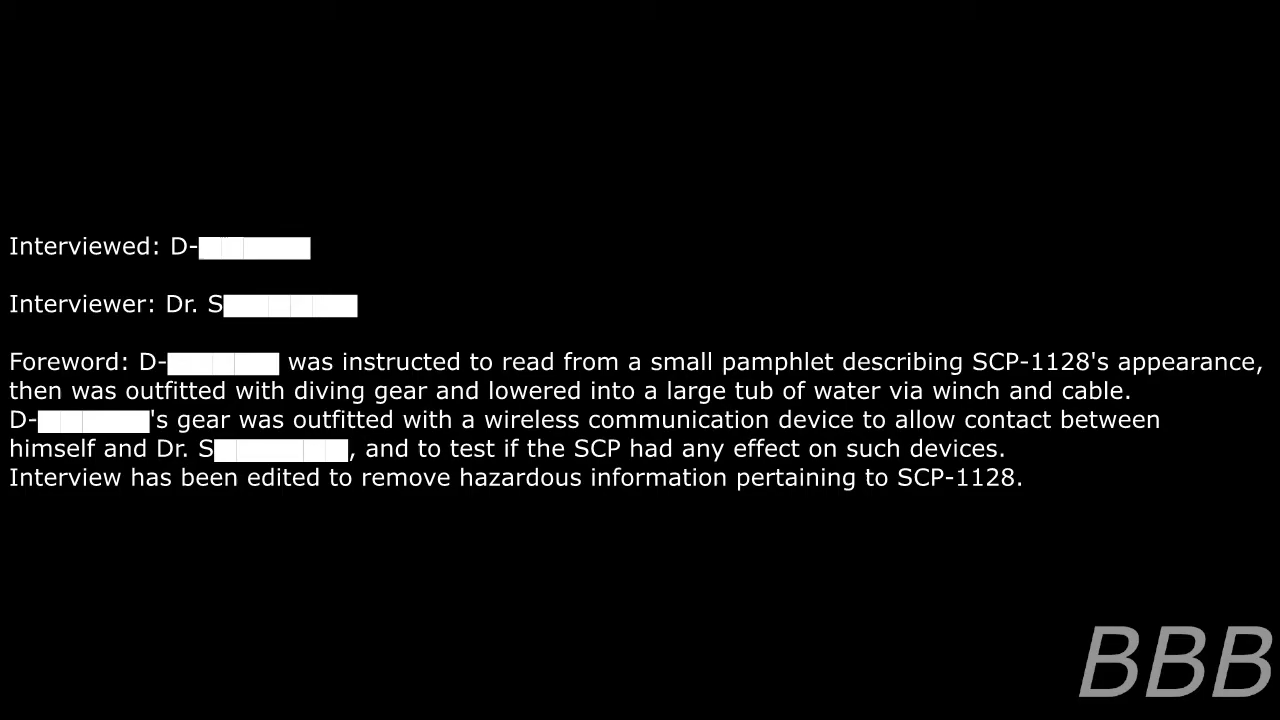 Interviewed: D-███████
Interviewer: Dr. S████████
Foreword: D-███████ was instructed to read from a small pamphlet describing SCP-1128's appearance,
then was outfitted with diving gear and lowered into a large tub of water via winch and cable.
D-███████'s gear was outfitted with a wireless communication device to allow contact between
himself and Dr. S████████, and to test if the SCP had any effect on such devices.
Interview has been edited to remove hazardous information pertaining to SCP-1128.
BBB